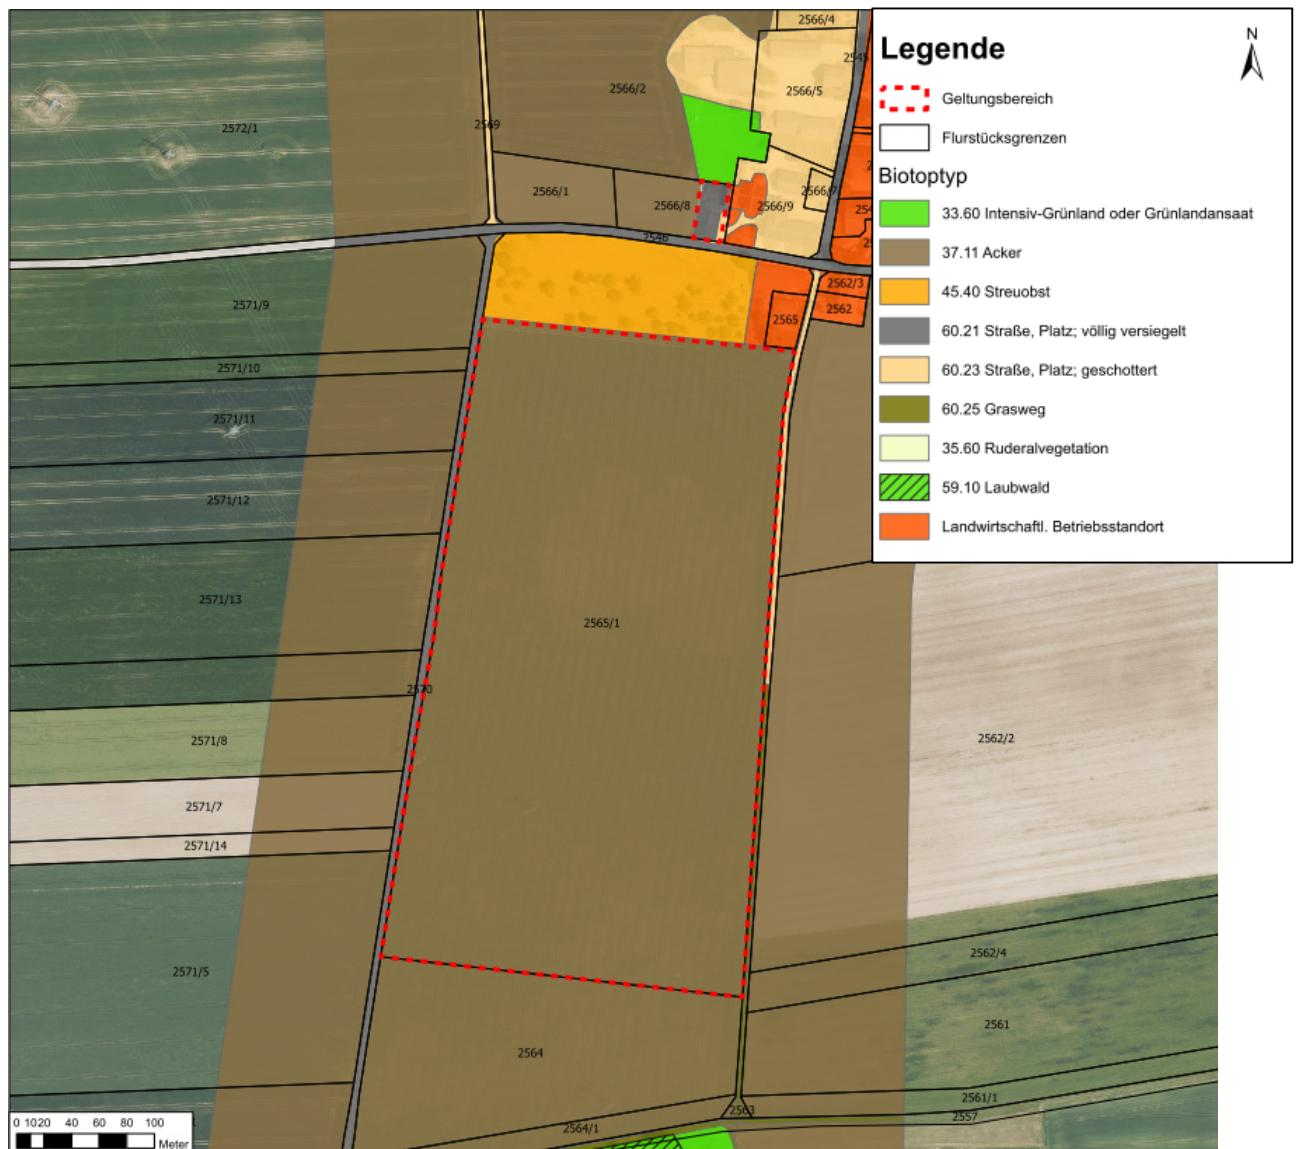 2566/4
2566/2
2566/5
2572/1
2569
2566/1
2566/8
2566/9
2566/7
2546
2571/9
2562/3
2565
2562
2571/10
2571/11
2571/12
2571/13
2565/1
2570
2571/8
2562/2
2571/7
2571/14
2562/4
2571/5
2561
2564
2561/1
2563
2557
2564/1
0 10 20 40 60 80 100
Meter
Legende
N
Geltungsbereich
Flurstücksgrenzen
Biotoptyp
33.60 Intensiv-Grünland oder Grünlandansaat
37.11 Acker
45.40 Streuobst
60.21 Straße, Platz; völlig versiegelt
60.23 Straße, Platz; geschottert
60.25 Grasweg
35.60 Ruderalvegetation
59.10 Laubwald
Landwirtschaftl. Betriebsstandort